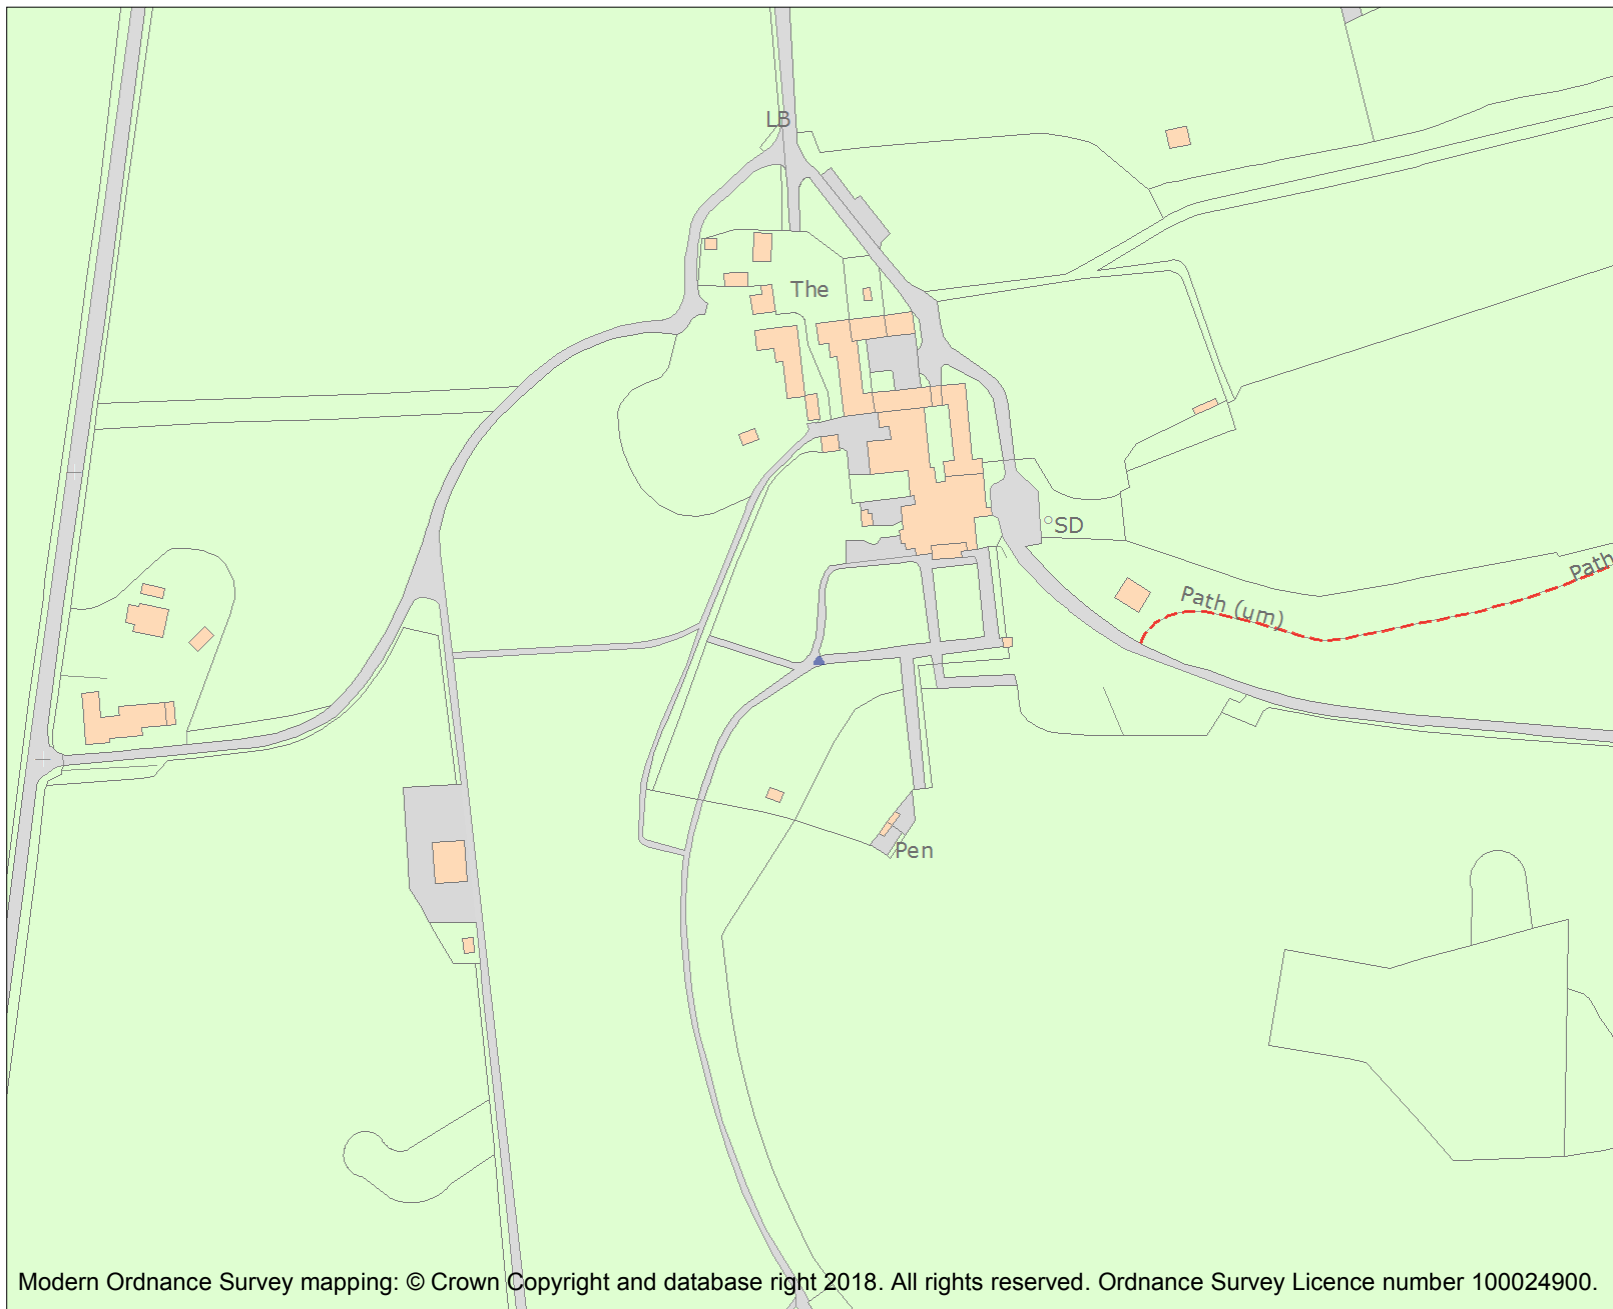 LB
The
SD
Path
Path (um)
Pen
Modern Ordnance Survey mapping: © Crown Copyright and database right 2018. All rights reserved. Ordnance Survey Licence number 100024900.